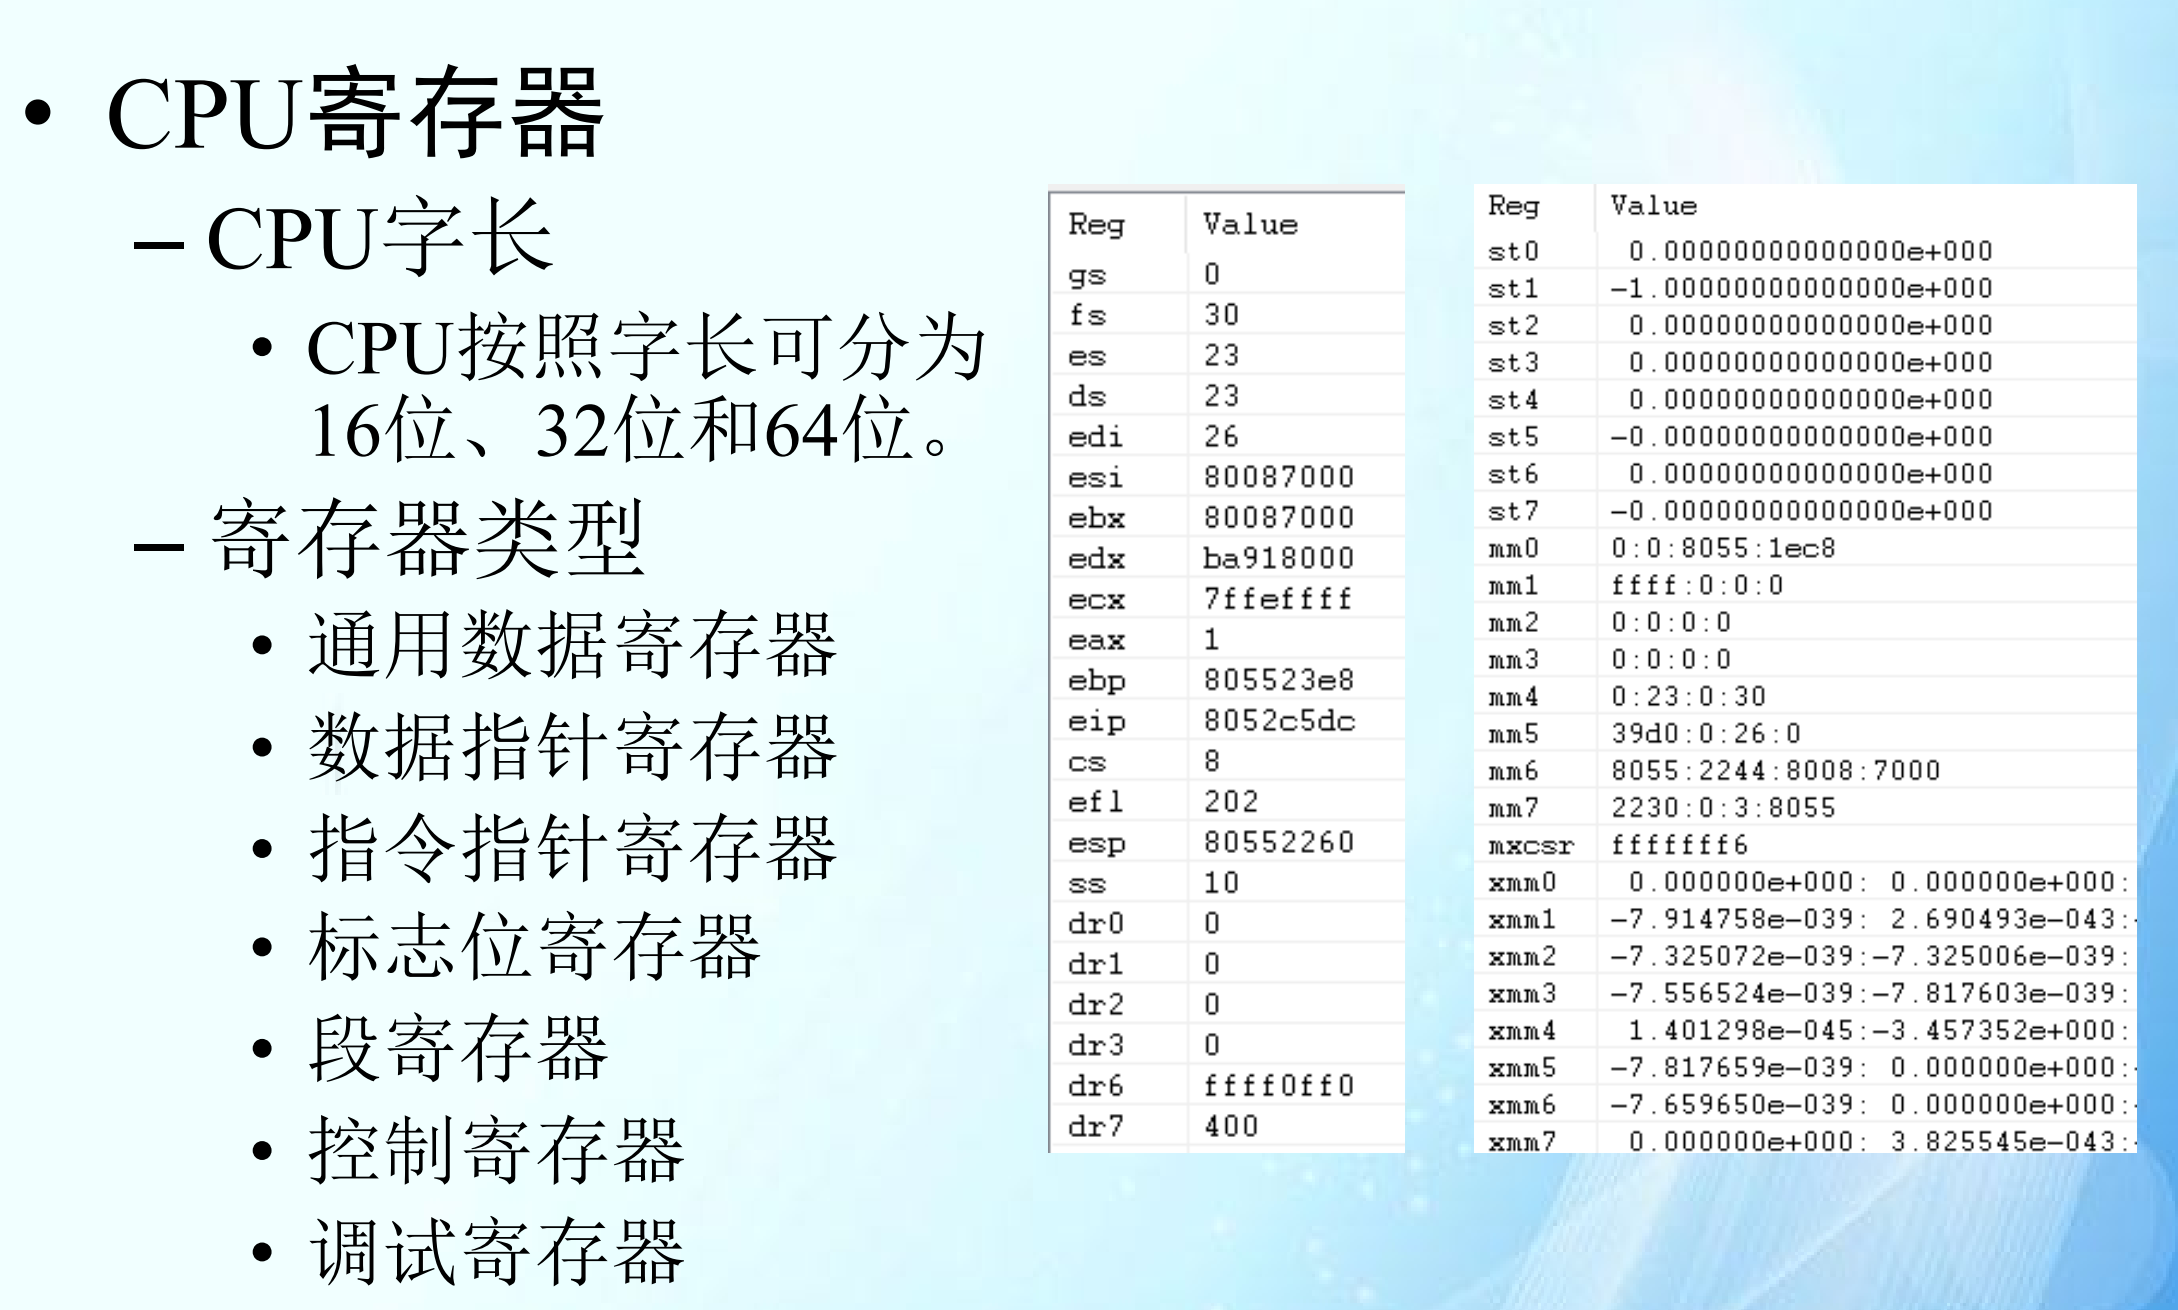 • CPU寄存器
– CPU字长
• CPU按照字长可分为
16位、32位和64位。
– 寄存器类型
• 通用数据寄存器
• 数据指针寄存器
• 指令指针寄存器
• 标志位寄存器
• 段寄存器
• 控制寄存器
• 调试寄存器
Reg Value
gs 0
fs 30
es 23
ds 23
edi 26
esi 80087000
ebx 80087000
edx ba918000
ecx 7ffeffff
eax 1
ebp 805523e8
eip 8052c5dc
cs 8
efl 202
esp 80552260
ss 10
dr0 0
dr1 0
dr2 0
dr3 0
dr6 ffff0ff0
dr7 400
Reg Value
st0 0.00000000000000e+000
st1 -1.00000000000000e+000
st2 0.00000000000000e+000
st3 0.00000000000000e+000
st4 0.00000000000000e+000
st5 -0.00000000000000e+000
st6 0.00000000000000e+000
st7 -0.00000000000000e+000
mm0 0:0:8055:1ec8
mm1 ffff:0:0:0
mm2 0:0:0:0
mm3 0:0:0:0
mm4 0:23:0:30
mm5 39d0:0:26:0
mm6 8055:2244:8008:7000
mm7 2230:0:3:8055
mxcsr fffffff6
xmm0 0.000000e+000: 0.000000e+000:
xmm1 -7.914758e-039: 2.690493e-043:
xmm2 -7.325072e-039:-7.325006e-039:
xmm3 -7.556524e-039:-7.817603e-039:
xmm4 1.401298e-045:-3.457352e+000:
xmm5 -7.817659e-039: 0.000000e+000:
xmm6 -7.659650e-039: 0.000000e+000:
xmm7 0.000000e+000: 3.825545e-043: